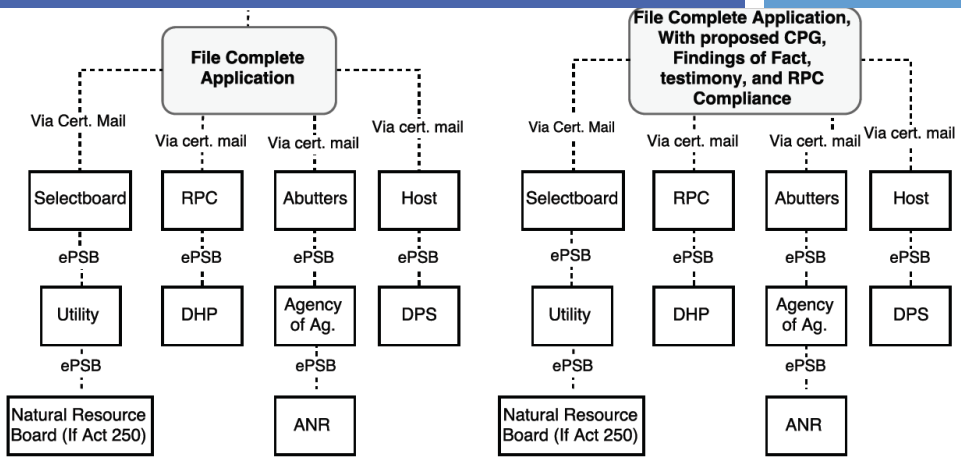 File Complete
Application
Via Cert. Mail
Via cert. mail
Via cert. mail
Via cert. mail
Selectboard
RPC
Abutters
Host
ePSB
ePSB
ePSB
ePSB
Utility
DHP
Agency
of Ag.
DPS
ePSB
ePSB
Natural Resource
Board (If Act 250)
ANR
File Complete Application,
With proposed CPG,
Findings of Fact,
testimony, and RPC
Compliance
Via Cert. Mail
Via cert. mail
Via cert. mail
Via cert. mail
Selectboard
RPC
Abutters
Host
ePSB
ePSB
ePSB
ePSB
Utility
DHP
Agency
of Ag.
DPS
ePSB
ePSB
Natural Resource
Board (If Act 250)
ANR